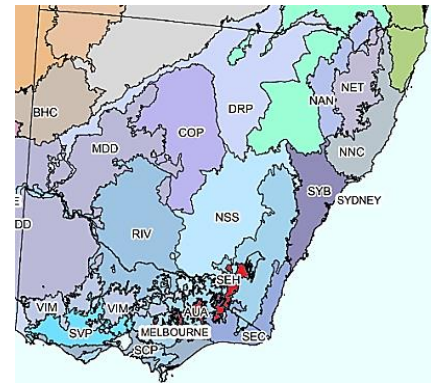 BHC
MDD
COP
DRP
NAN
NET
NNC
SYB
SYDNEY
NSS
RIV
DD
SEH
VIM
VIM
AUA
SVP
MELBOURNE
SEC
SCP